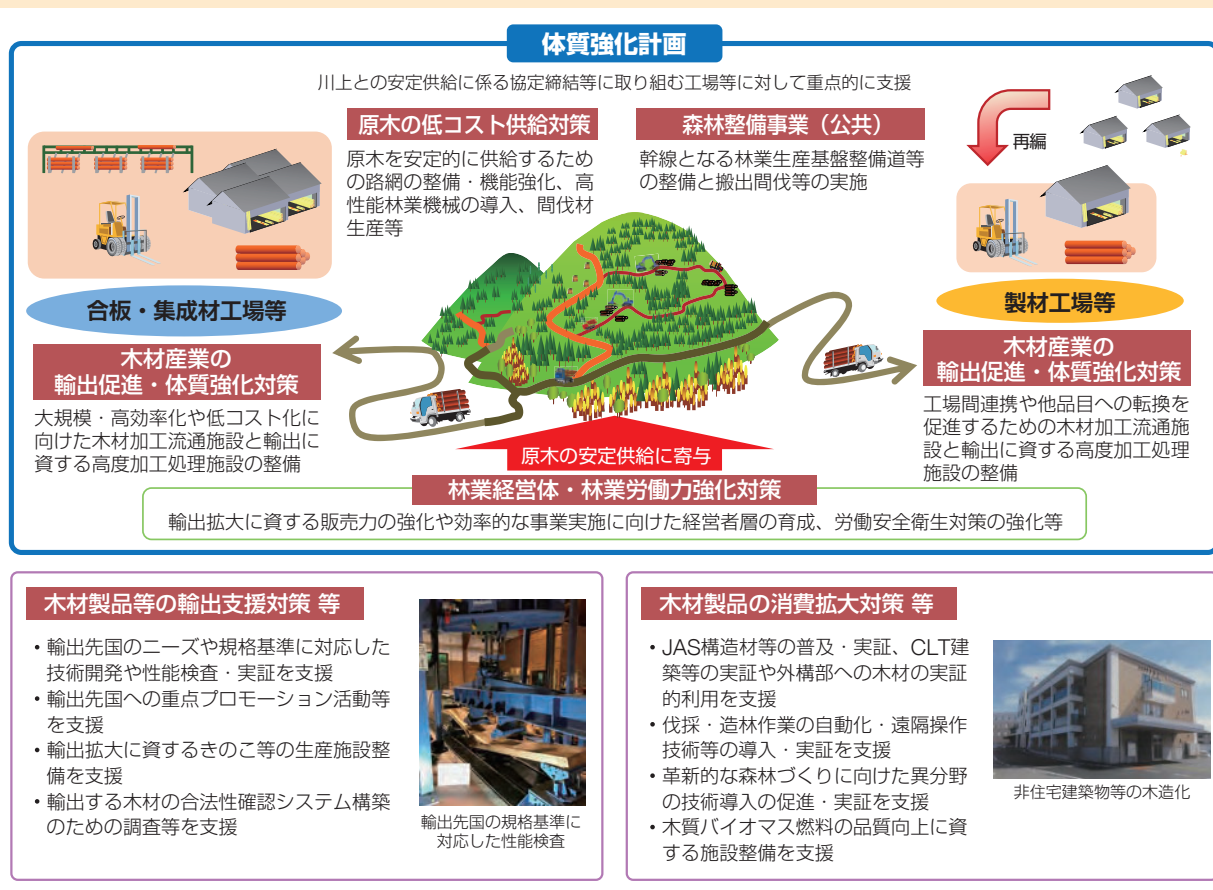 体質強化計画
川上との安定供給に係る協定締結等に取り組む工場等に対して重点的に支援
原木の低コスト供給対策
原木を安定的に供給するため
の路網の整備・機能強化、高
性能林業機械の導入、間伐材
生産等
森林整備事業（公共）
幹線となる林業生産基盤整備道等
の整備と搬出間伐等の実施
再編
合板・集成材工場等
木材産業の
輸出促進・体質強化対策
大規模・高効率化や低コスト化に
向けた木材加工流通施設と輸出に
資する高度加工処理施設の整備
製材工場等
木材産業の
輸出促進・体質強化対策
工場間連携や他品目への転換を
促進するための木材加工流通施
設と輸出に資する高度加工処理
施設の整備
原木の安定供給に寄与
林業経営体・林業労働力強化対策
輸出拡大に資する販売力の強化や効率的な事業実施に向けた経営者層の育成、労働安全衛生対策の強化等
木材製品等の輸出支援対策 等
・輸出先国のニーズや規格基準に対応した
技術開発や性能検査・実証を支援
・輸出先国への重点プロモーション活動等
を支援
・輸出拡大に資するきのこ等の生産施設整
備を支援
・輸出する木材の合法性確認システム構築
のための調査等を支援
輸出先国の規格基準に
対応した性能検査
木材製品の消費拡大対策 等
・JAS構造材等の普及・実証、CLT建
築等の実証や外構部への木材の実証
的利用を支援
・伐採・造林作業の自動化・遠隔操作
技術等の導入・実証を支援
・革新的な森林づくりに向けた異分野
の技術導入の促進・実証を支援
・木質バイオマス燃料の品質向上に資
する施設整備を支援
非住宅建築物等の木造化